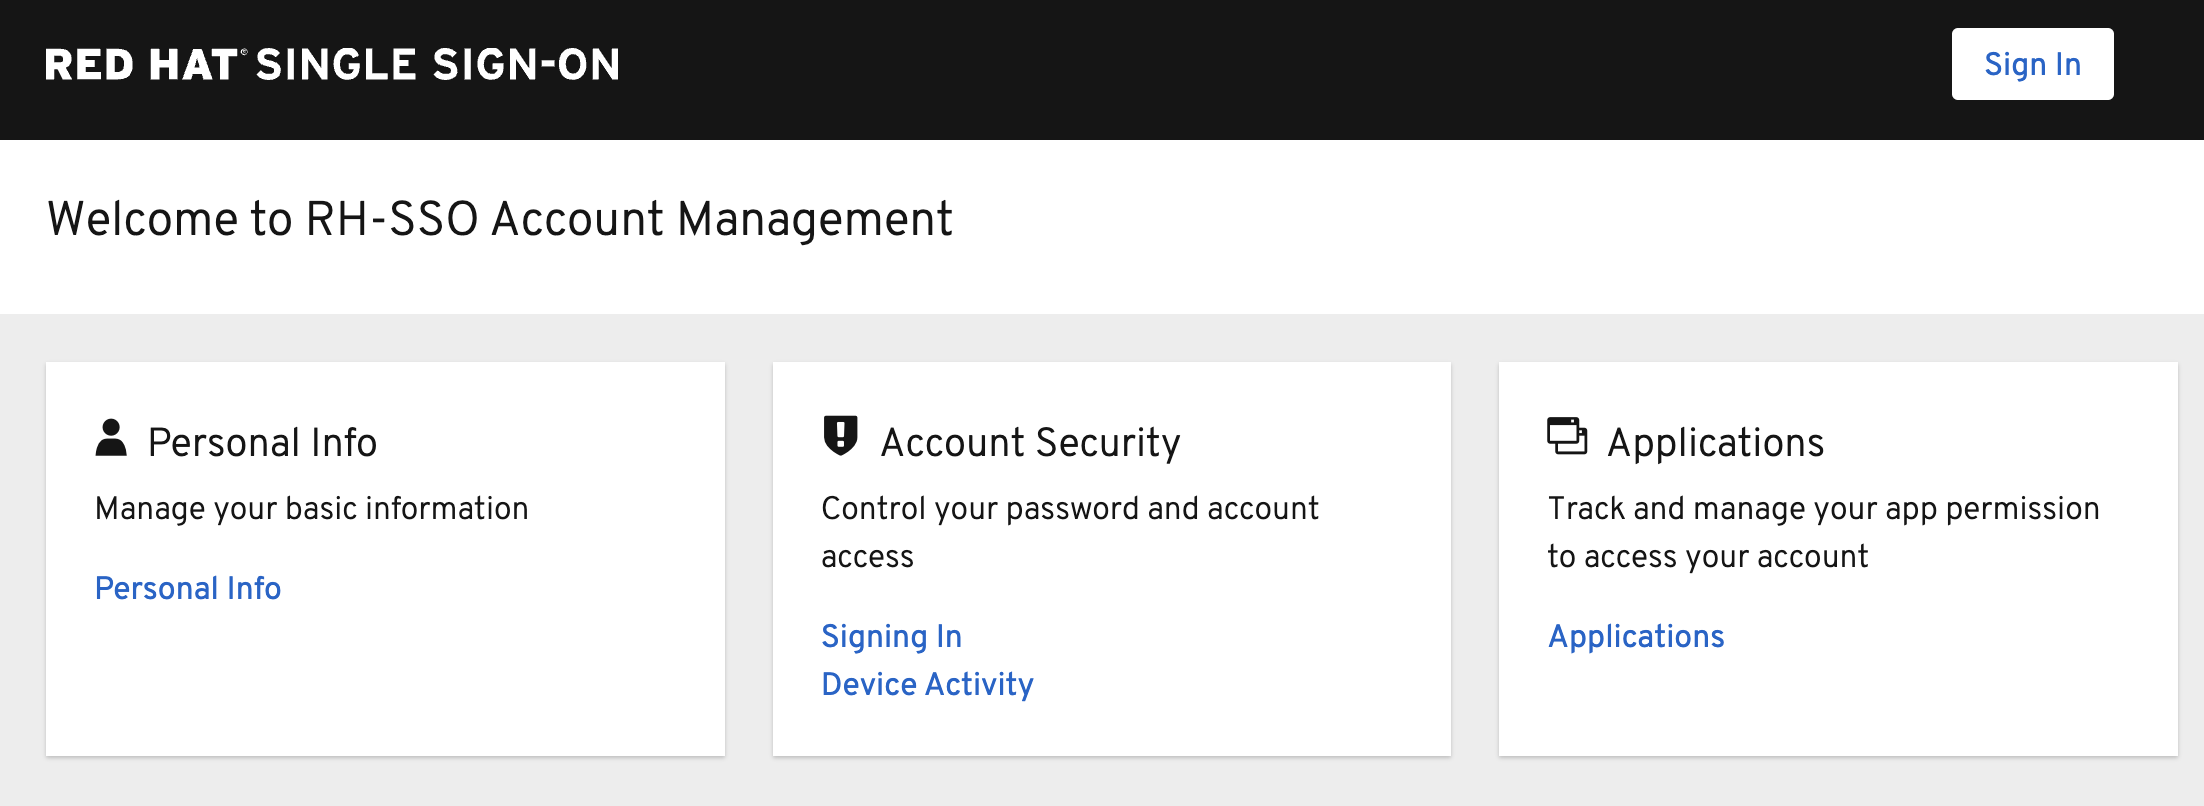 RED HAT® SINGLE SIGN-ON
Sign In
Welcome to RH-SSO Account Management
Personal Info
Manage your basic information
Personal Info
Account Security
Control your password and account
access
Signing In
Device Activity
Applications
Track and manage your app permission
to access your account
Applications